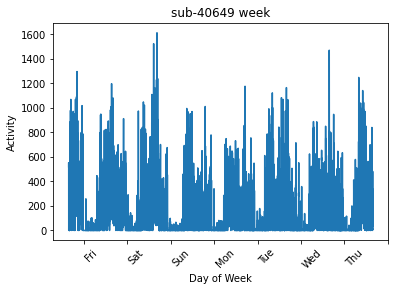 sub-40649 week
1600
1400
1200
1000
800
600
400
200
0
Activity
Fri
Sat
Sun
Mon
Tue
Wed
Thu
Day of Week